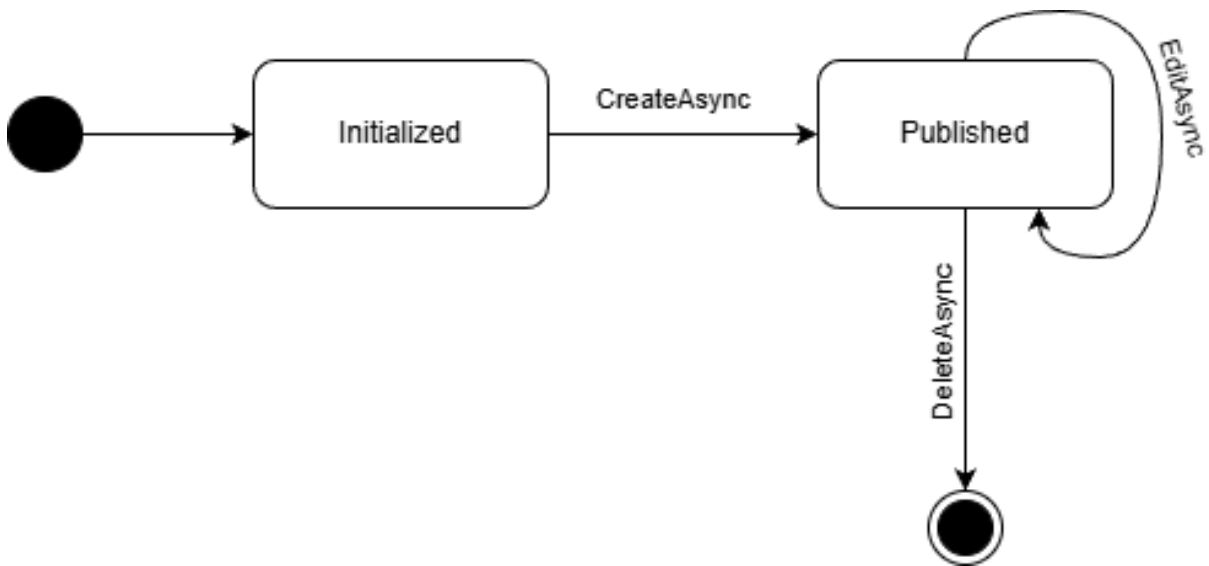 Initialized
CreateAsync
Published
EditAsync
DeleteAsync